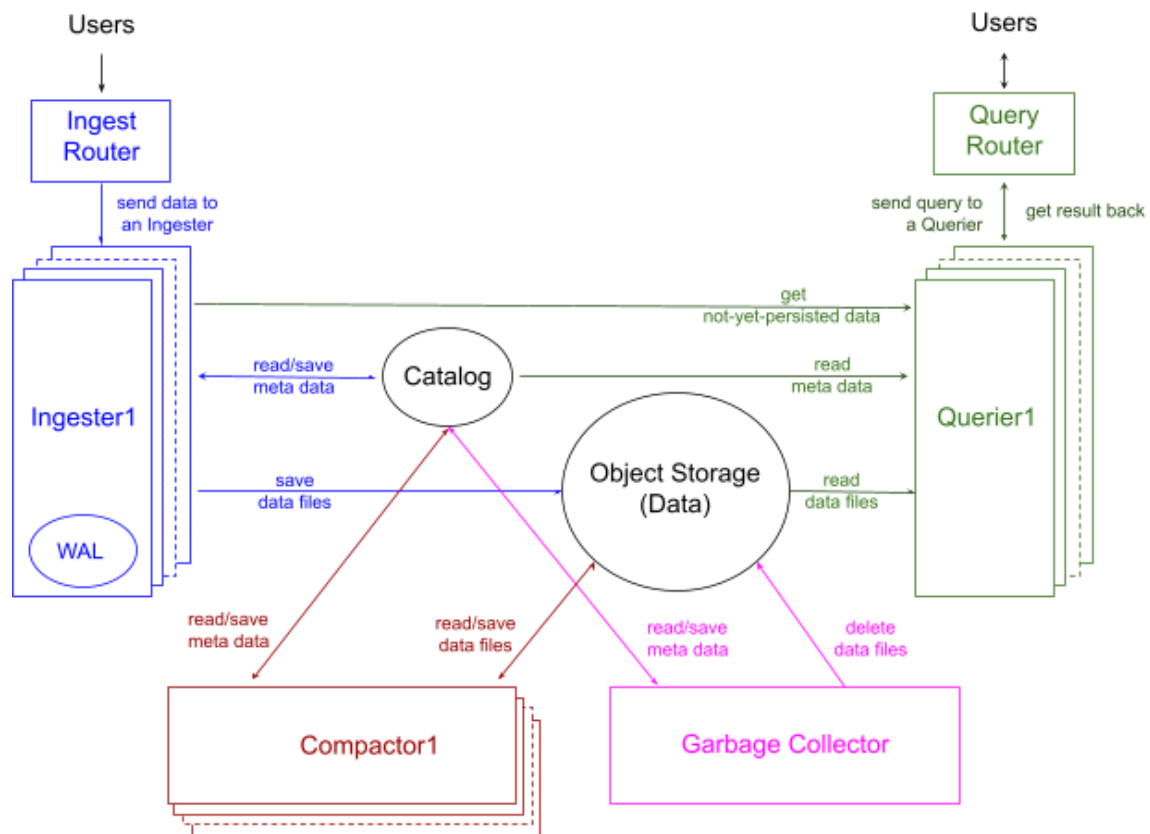 Users
Users
Ingest
Router
Query
Router
send data to
an Ingester
send query to
a Querier
get result back
get
not-yet-persisted data
read/save
meta data
Catalog
read
meta data
Ingester1
Querier1
Object Storage
(Data)
save
data files
read
data files
WAL
read/save
meta data
read/save
data files
read/save
meta data
delete
data files
Compactor1
Garbage Collector